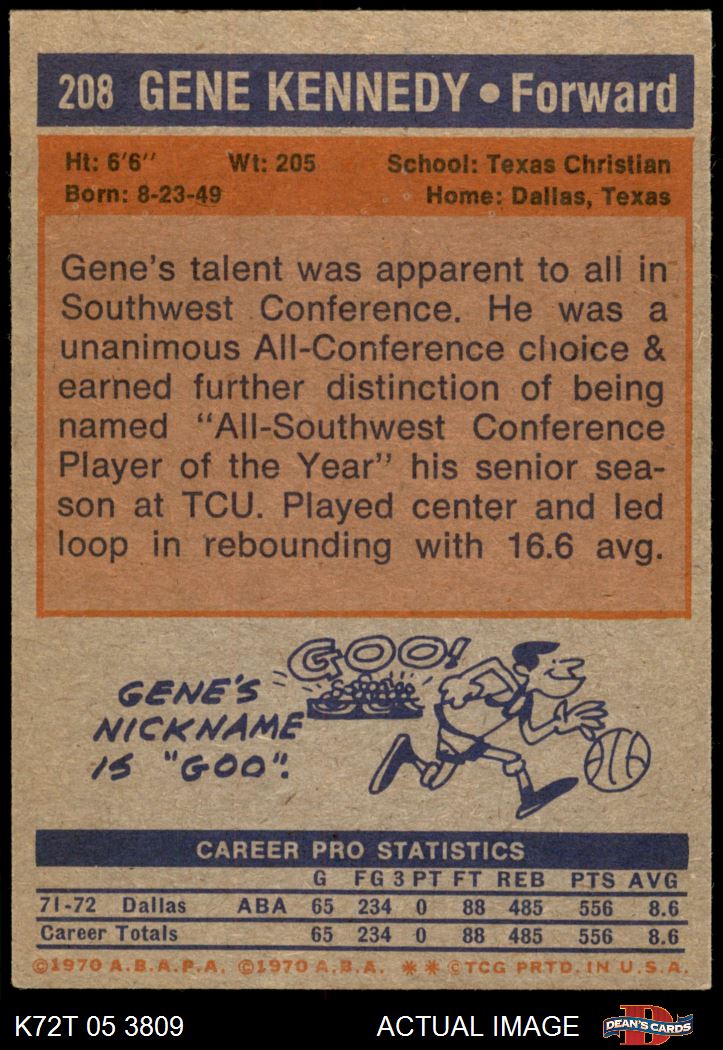 208 GENE KENNEDY • Forward
Ht: 6'6" Wt: 205 School: Texas Christian
Born: 8-23-49 Home: Dallas, Texas
Gene's talent was apparent to all in
Southwest Conference. He was a
unanimous All-Conference choice &
earned further distinction of being
named "All-Southwest Conference
Player of the Year" his senior sea-
son at TCU. Played center and led
loop in rebounding with 16.6 avg.
GOO!
GENE'S
NICKNAME
IS "GOO".
CAREER PRO STATISTICS
G FG 3 PT FT REB PTS AVG
71-72 Dallas ABA 65 234 0 88 485 556 8.6
Career Totals 65 234 0 88 485 556 8.6
©1970 A.B.A.P.A. ©1970 A.B.A. ** ©TCG PRTD. IN U.S.A.
K72T 05 3809 ACTUAL IMAGE D DEAN'S CARDS